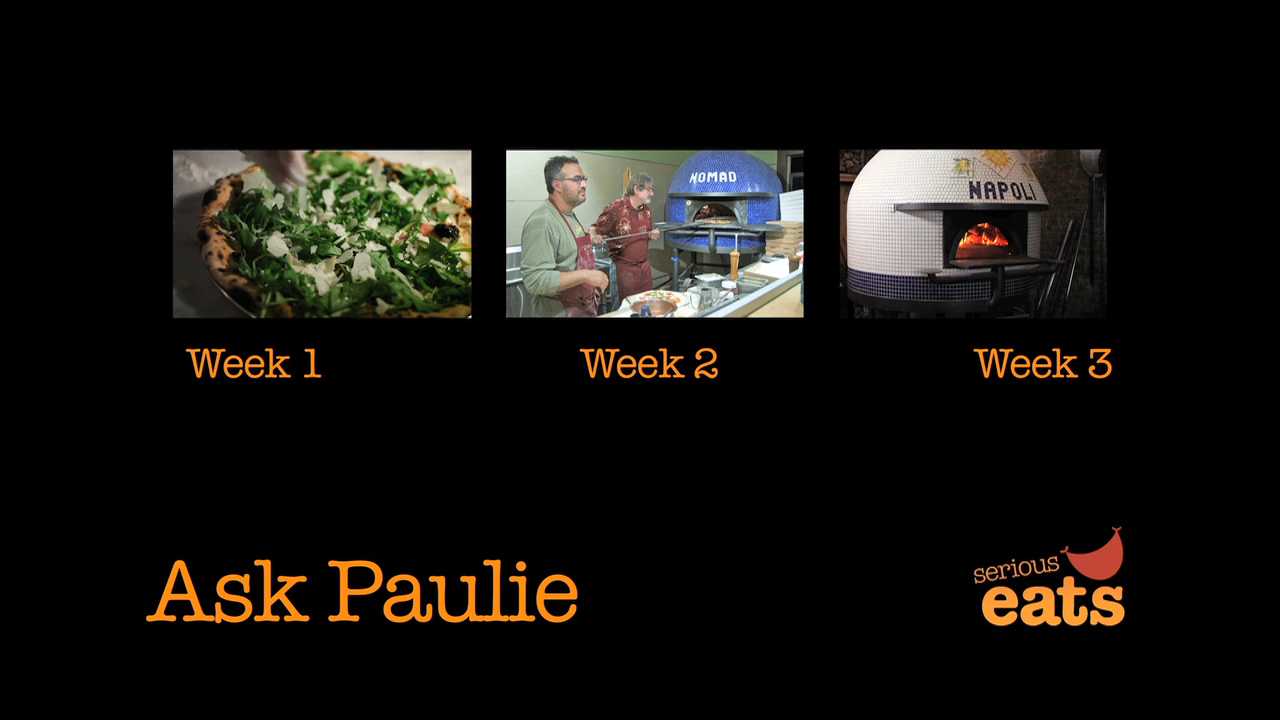 NOMAD
NAPOLI
Week 1
Week 2
Week 3
Ask Paulie
serious
eats